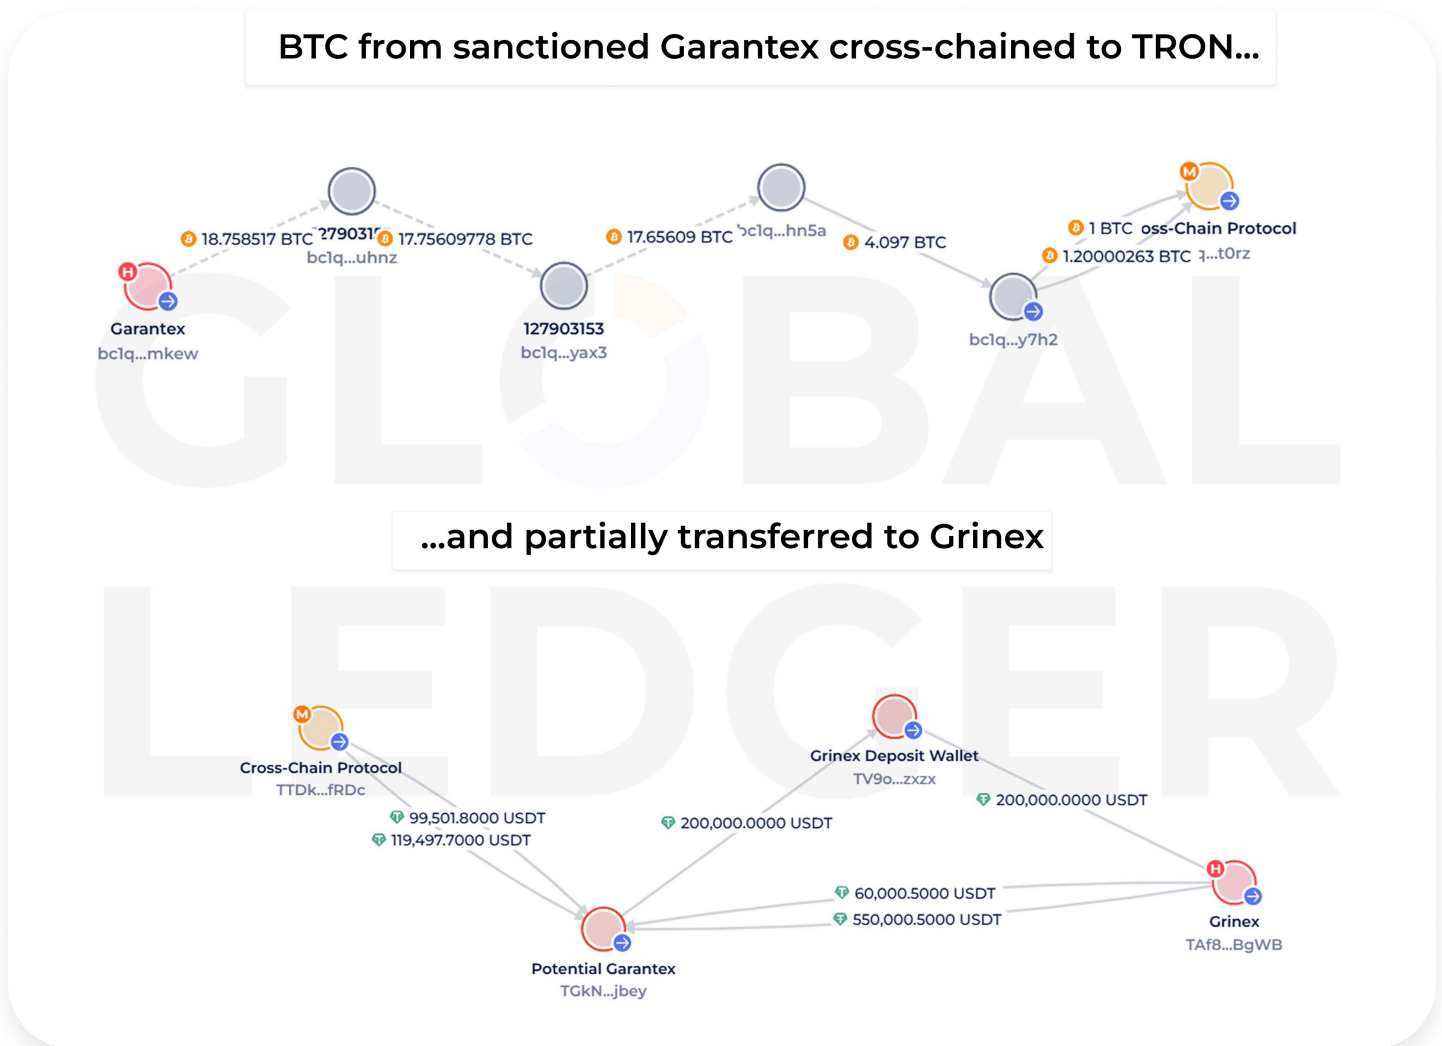 BTC from sanctioned Garantex cross-chained to TRON...
M
1 BTC
oss-Chain Protocol
18.758517 BTC
17.75609778 BTC
17.65609 BTC
bc1q...hn5a
4.097 BTC
1.20000263 BTC
...t0rz
bc1q...uhnz
H
Garantex
bc1q...mkew
127903153
bc1q...yax3
bc1q...y7h2
GLOBAL
...and partially transferred to Grinex
LEDGER
M
Cross-Chain Protocol
TTDk...fRDc
Grinex Deposit Wallet
TV9o...zxzx
99,501.8000 USDT
119,497.7000 USDT
200,000.0000 USDT
200,000.0000 USDT
60,000.5000 USDT
550,000.5000 USDT
H
Grinex
TAf8...BgWB
Potential Garantex
TGkN...jbey